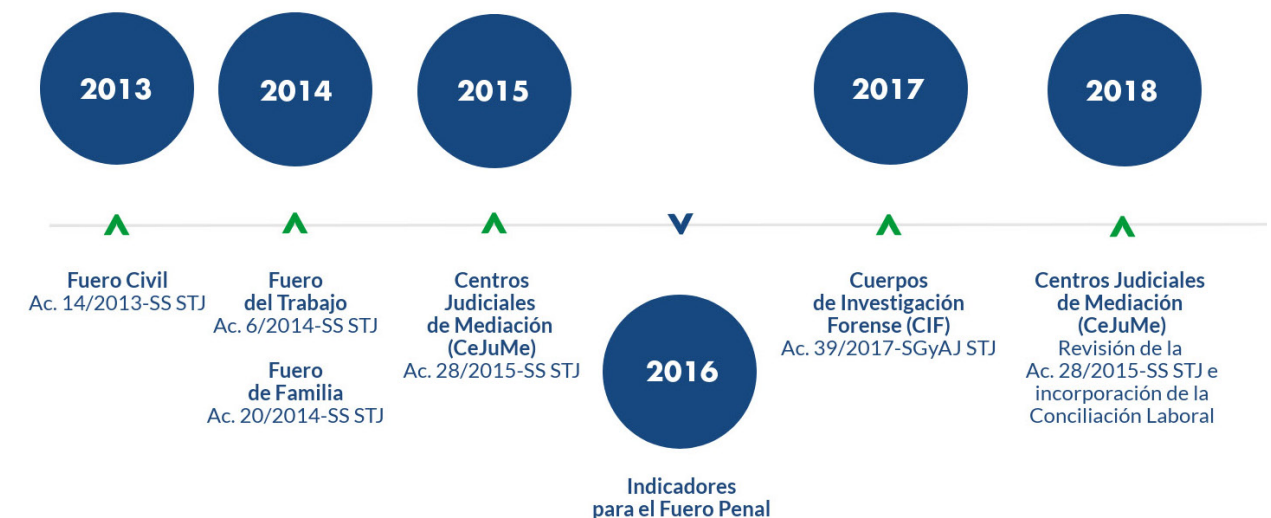 2013
Fuero Civil
Ac. 14/2013-SS STJ
2014
Fuero
del Trabajo
Ac. 6/2014-SS STJ
Fuero
de Familia
Ac. 20/2014-SS STJ
2015
Centros
Judiciales
de Mediación
(CeJuMe)
Ac. 28/2015-SS STJ
2016
Indicadores
para el Fuero Penal
2017
Cuerpos
de Investigación
Forense (CIF)
Ac. 39/2017-SGyAJ STJ
2018
Centros Judiciales
de Mediación
(CeJuMe)
Revisión de la
Ac. 28/2015-SS STJ e
incorporación de la
Conciliación Laboral